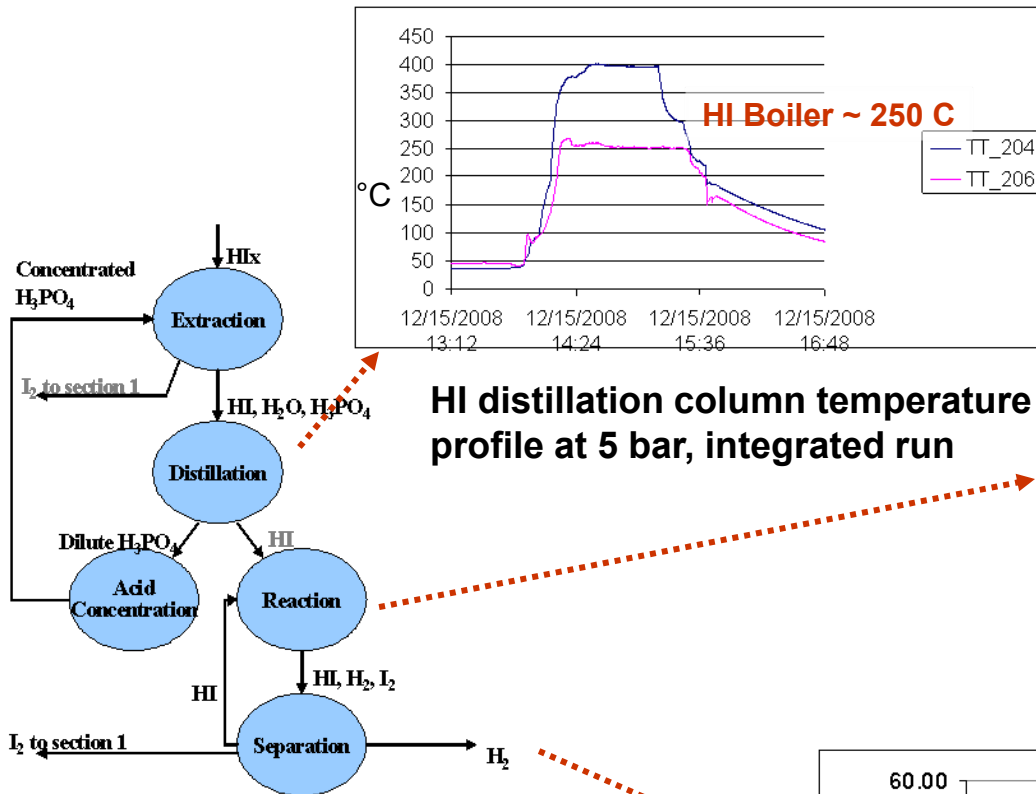 450
400
350
300
250
200
150
100
50
0
°C
HI Boiler ~ 250 C
TT_204
TT_206
12/15/2008 12/15/2008 12/15/2008 12/15/2008
13:12 14:24 15:36 16:48
HIx
Concentrated
H₃PO₄
Extraction
I₂ to section 1
HI, H₂O, H₃PO₄
HI distillation column temperature
profile at 5 bar, integrated run
Distillation
Dilute H₃PO₄
HI
Acid
Concentration
Reaction
HI, H₂, I₂
HI
I₂ to section 1
Separation
H₂
60.00